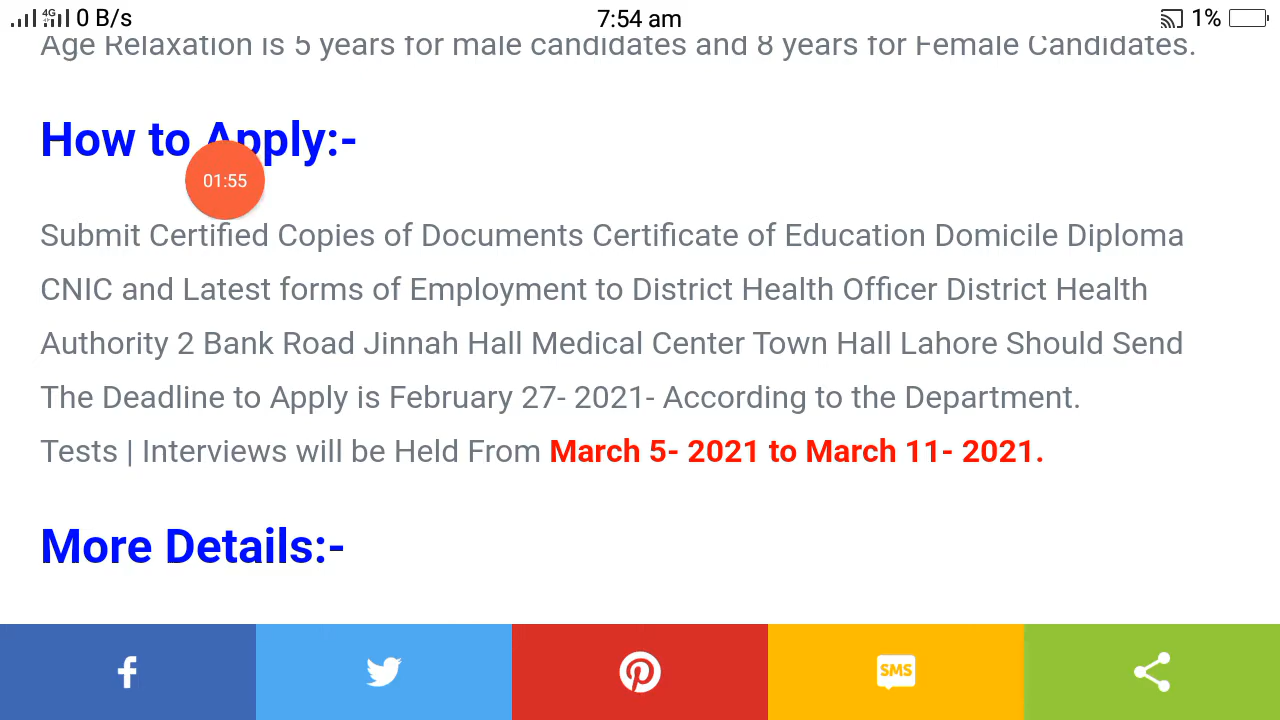 4G 0 B/s 7:54 am 1%
Age Relaxation is 5 years for male candidates and 8 years for Female Candidates.
How to Apply:-
01:55
Submit Certified Copies of Documents Certificate of Education Domicile Diploma
CNIC and Latest forms of Employment to District Health Officer District Health
Authority 2 Bank Road Jinnah Hall Medical Center Town Hall Lahore Should Send
The Deadline to Apply is February 27- 2021- According to the Department.
Tests | Interviews will be Held From March 5- 2021 to March 11- 2021.
More Details:-
SMS